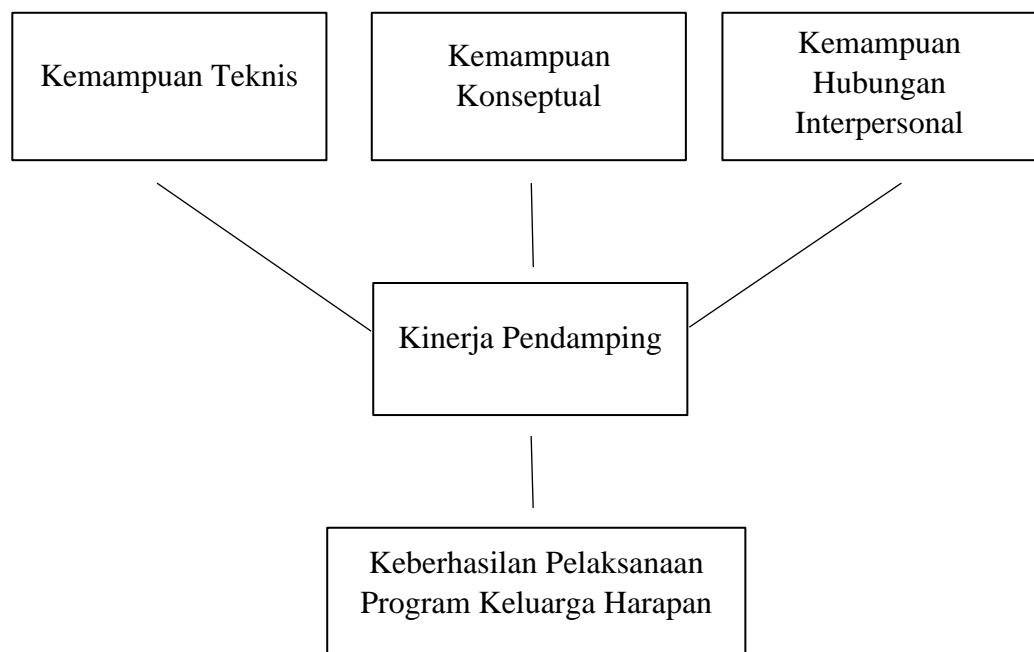 Kemampuan Teknis
Kemampuan
Konseptual
Kemampuan
Hubungan
Interpersonal
Kinerja Pendamping
Keberhasilan Pelaksanaan
Program Keluarga Harapan